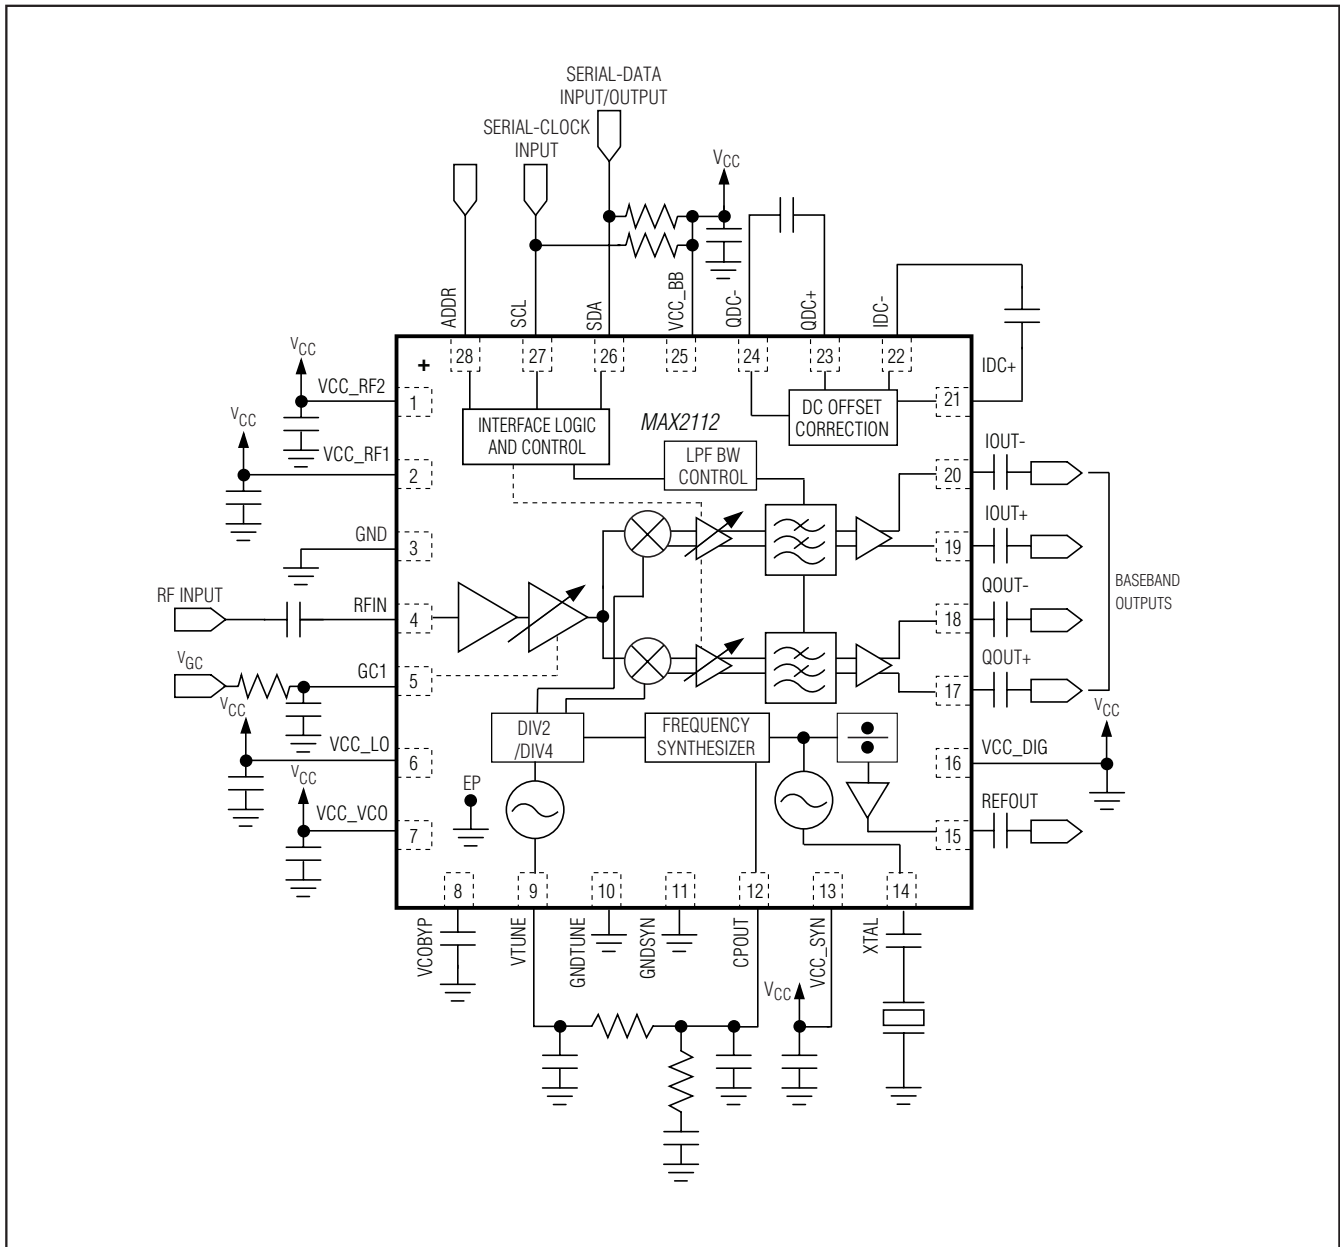 SERIAL-DATA
INPUT/OUTPUT
SERIAL-CLOCK
INPUT
VCC
ADDR
SCL
SDA
VCC_BB
QDC-
QDC+
IDC-
IDC+
+
28
27
26
25
24
23
22
VCC
VCC_RF2
1
21
INTERFACE LOGIC
AND CONTROL
MAX2112
DC OFFSET
CORRECTION
VCC
VCC_RF1
2
LPF BW
CONTROL
20
IOUT-
GND
3
19
IOUT+
RF INPUT
RFIN
4
18
QOUT-
BASEBAND
OUTPUTS
VGC
GC1
5
17
QOUT+
VCC
VCC_LO
6
DIV2
/DIV4
FREQUENCY
SYNTHESIZER
16
VCC_DIG
VCC
VCC
VCC_VCO
7
EP
15
REFOUT
8
9
10
11
12
13
14
VCOBYP
VTUNE
GNDTUNE
GNDSYN
CPOUT
VCC_SYN
XTAL
VCC